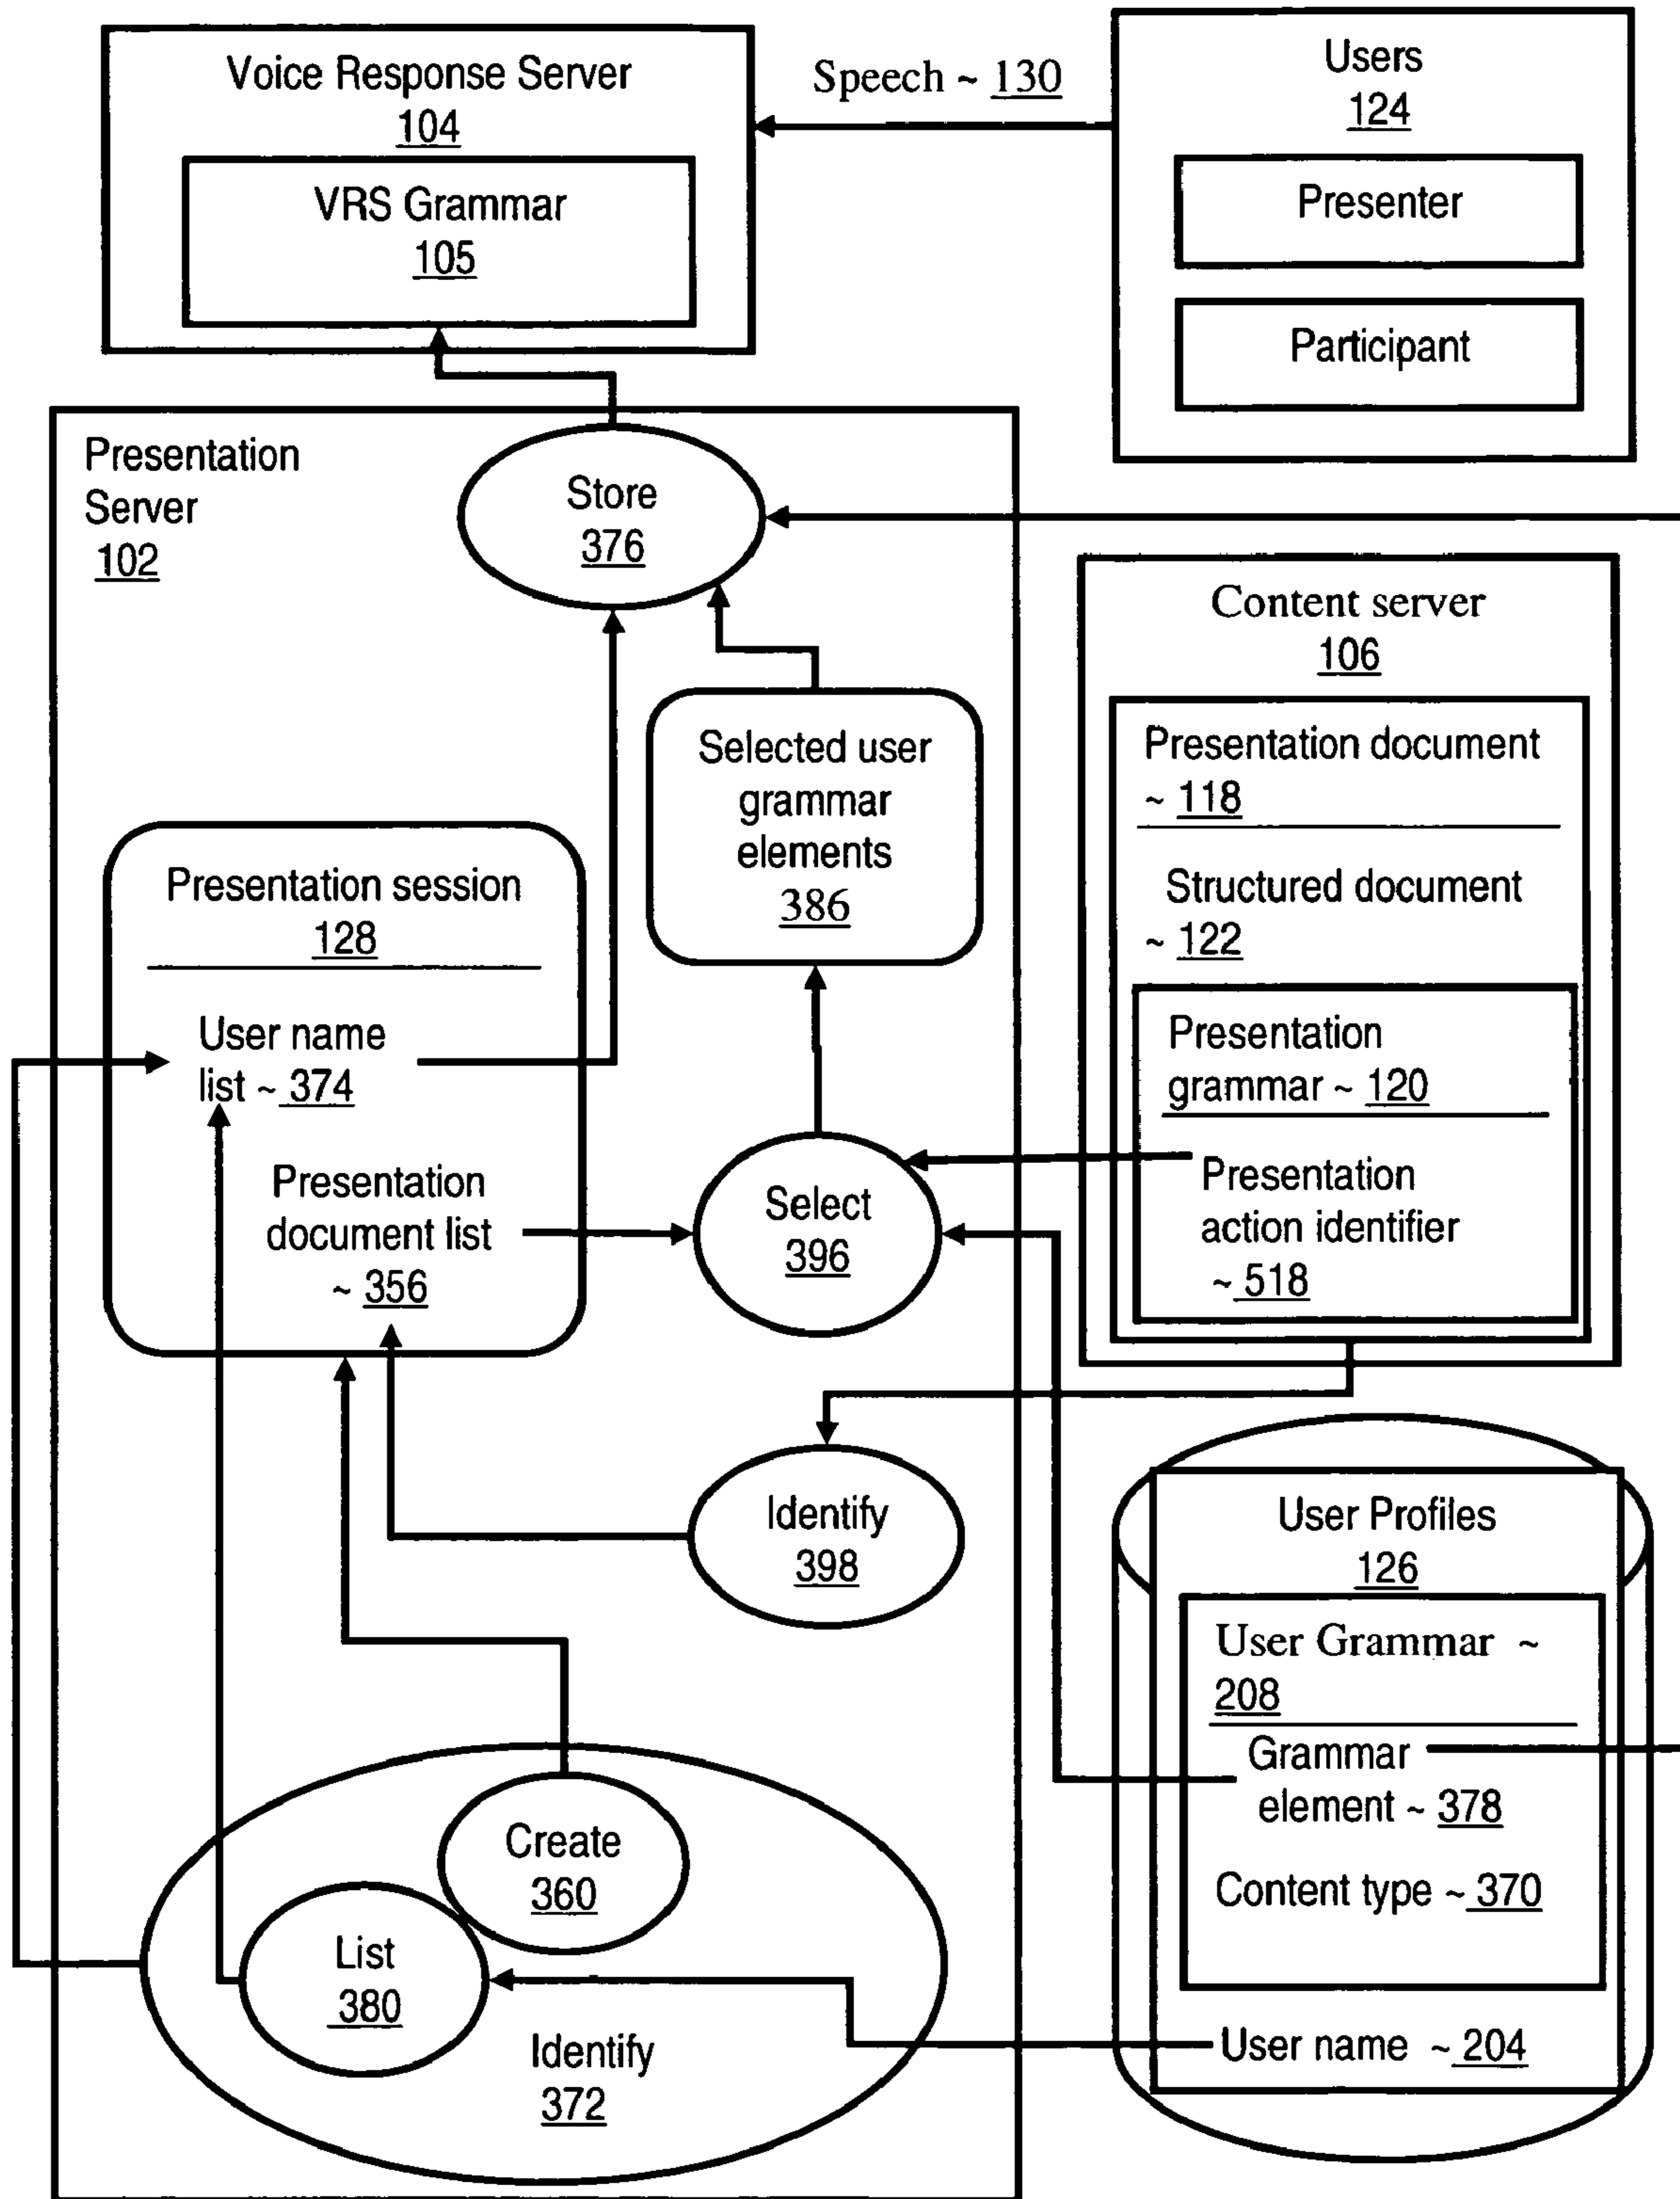 Voice Response Server
104
VRS Grammar
105
Speech ~ 130
Users
124
Presenter
Participant
Presentation
Server
102
Store
376
Selected user
grammar
elements
386
Presentation session
128
User name
list ~ 374
Presentation
document list
~ 356
Select
396
Identify
398
Create
360
List
380
Identify
372
Content server
106
Presentation document
~ 118
Structured document
~ 122
Presentation
grammar ~ 120
Presentation
action identifier
~ 518
User Profiles
126
User Grammar ~
208
Grammar
element ~ 378
Content type ~ 370
User name ~ 204